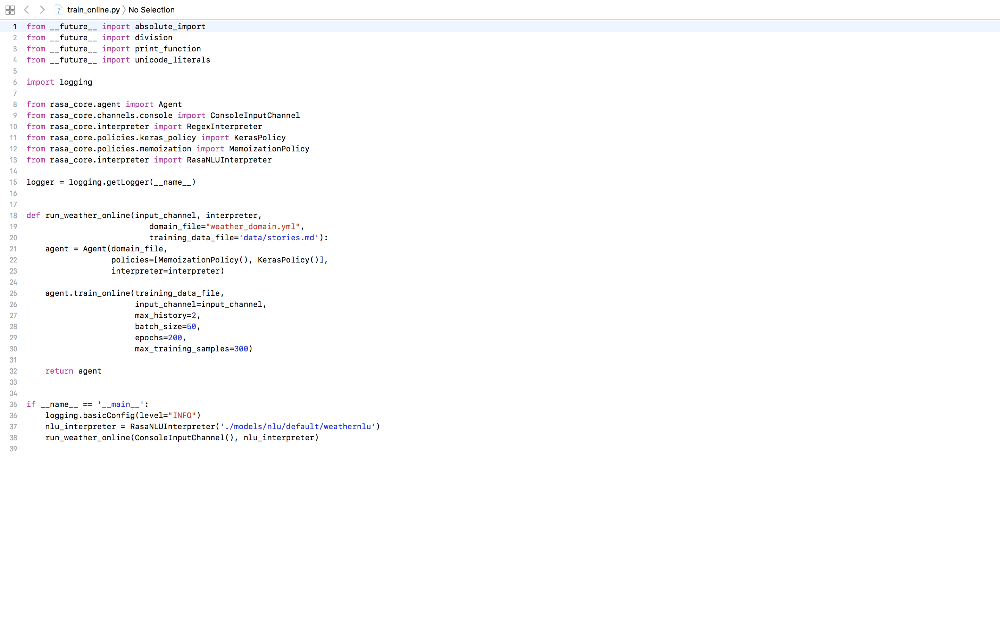 train_online.py 〉 No Selection
1 from __future__ import absolute_import
2 from __future__ import division
3 from __future__ import print_function
4 from __future__ import unicode_literals
5
6 import logging
7
8 from rasa_core.agent import Agent
9 from rasa_core.channels.console import ConsoleInputChannel
10 from rasa_core.interpreter import RegexInterpreter
11 from rasa_core.policies.keras_policy import KerasPolicy
12 from rasa_core.policies.memoization import MemoizationPolicy
13 from rasa_core.interpreter import RasaNLUInterpreter
14
15 logger = logging.getLogger(__name__)
16
17
18 def run_weather_online(input_channel, interpreter,
19                           domain_file="weather_domain.yml",
20                           training_data_file='data/stories.md'):
21     agent = Agent(domain_file,
22                   policies=[MemoizationPolicy(), KerasPolicy()],
23                   interpreter=interpreter)
24
25     agent.train_online(training_data_file,
26                        input_channel=input_channel,
27                        max_history=2,
28                        batch_size=50,
29                        epochs=200,
30                        max_training_samples=300)
31
32     return agent
33
34
35 if __name__ == '__main__':
36     logging.basicConfig(level="INFO")
37     nlu_interpreter = RasaNLUInterpreter('./models/nlu/default/weathernlu')
38     run_weather_online(ConsoleInputChannel(), nlu_interpreter)
39